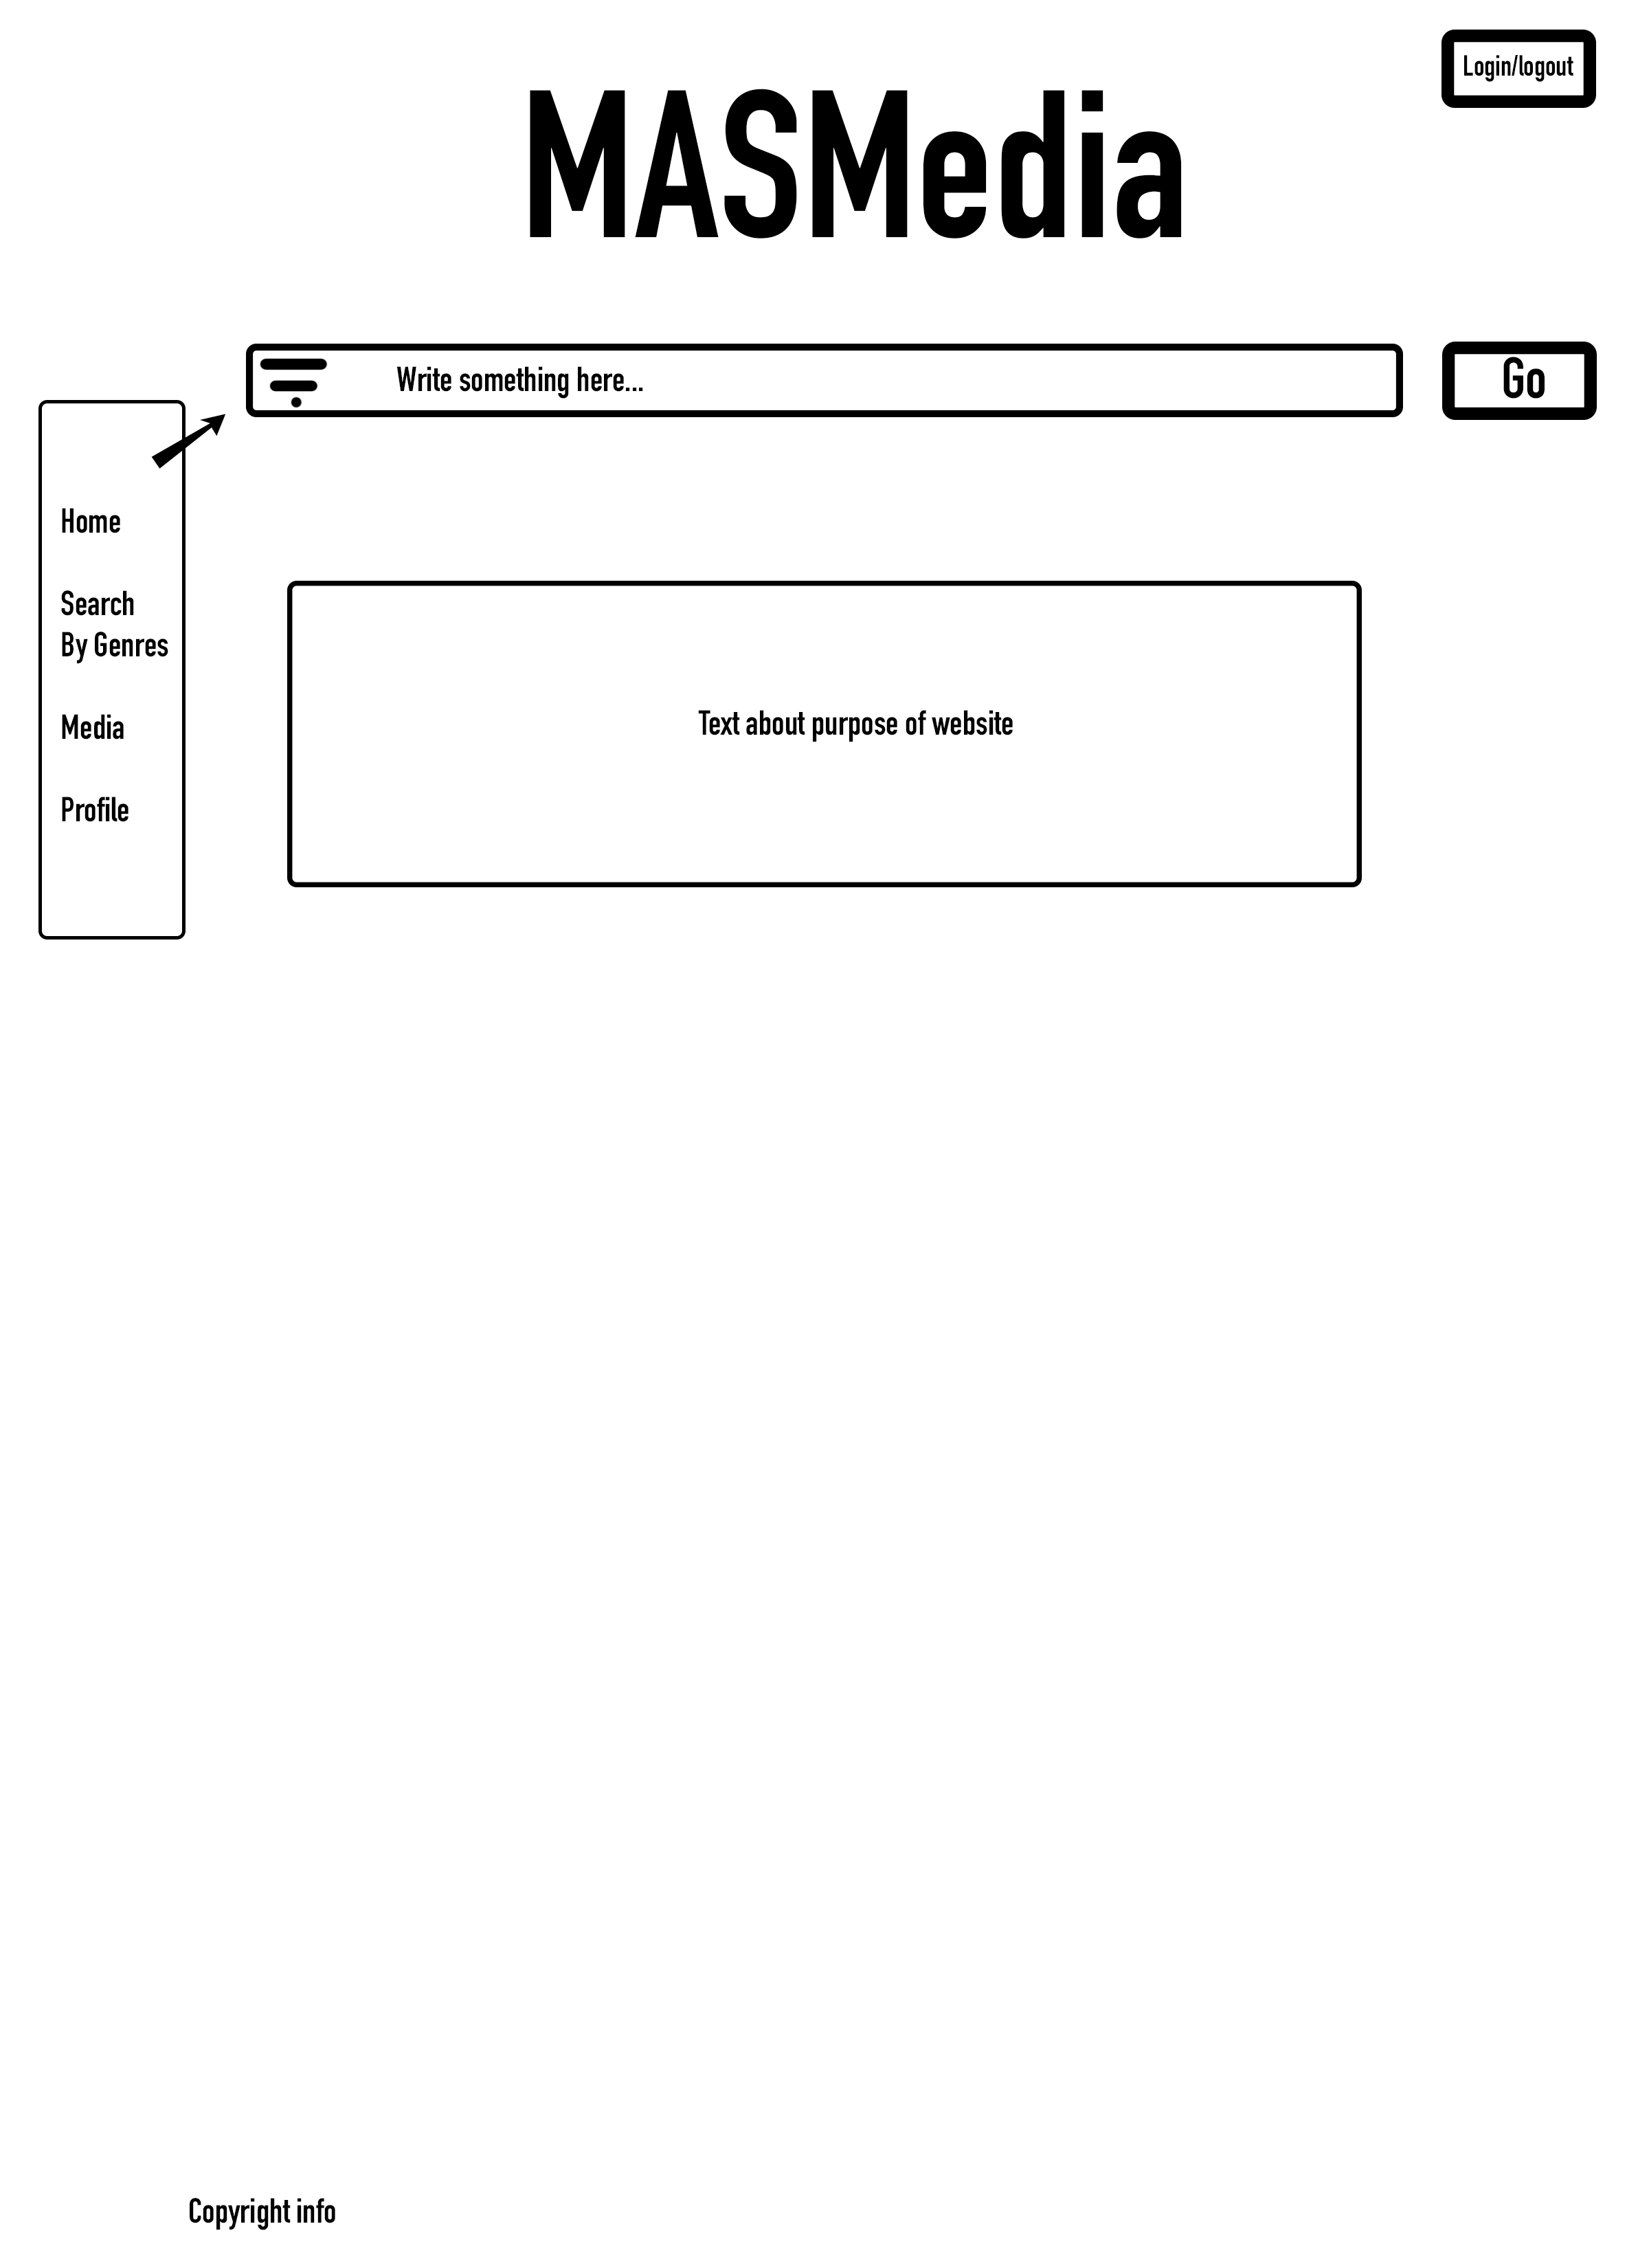 Login/logout
MASMedia
Write something here...
Go
Home
Search
By Genres
Media
Profile
Text about purpose of website
Copyright info